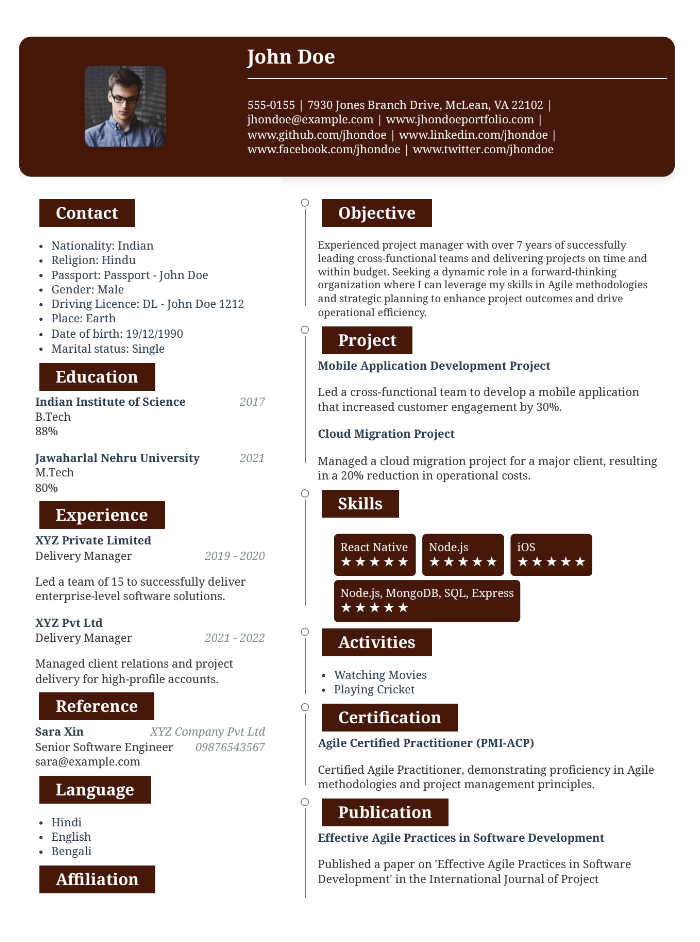 John Doe
555-0155 | 7930 Jones Branch Drive, McLean, VA 22102 |
jhondoe@example.com | www.jhondoeportfolio.com |
www.github.com/jhondoe | www.linkedin.com/jhondoe |
www.facebook.com/jhondoe | www.twitter.com/jhondoe
Contact
• Nationality: Indian
• Religion: Hindu
• Passport: Passport - John Doe
• Gender: Male
• Driving Licence: DL - John Doe 1212
• Place: Earth
• Date of birth: 19/12/1990
• Marital status: Single
Education
Indian Institute of Science 2017
B.Tech
88%
Jawaharlal Nehru University 2021
M.Tech
80%
Experience
XYZ Private Limited
Delivery Manager 2019 - 2020
Led a team of 15 to successfully deliver
enterprise-level software solutions.
XYZ Pvt Ltd
Delivery Manager 2021 - 2022
Managed client relations and project
delivery for high-profile accounts.
Reference
Sara Xin XYZ Company Pvt Ltd
Senior Software Engineer 09876543567
sara@example.com
Language
• Hindi
• English
• Bengali
Affiliation
Objective
Experienced project manager with over 7 years of successfully
leading cross-functional teams and delivering projects on time and
within budget. Seeking a dynamic role in a forward-thinking
organization where I can leverage my skills in Agile methodologies
and strategic planning to enhance project outcomes and drive
operational efficiency.
Project
Mobile Application Development Project
Led a cross-functional team to develop a mobile application
that increased customer engagement by 30%.
Cloud Migration Project
Managed a cloud migration project for a major client, resulting
in a 20% reduction in operational costs.
Skills
React Native
★★★★★
Node.js
★★★★★
iOS
★★★★★
Node.js, MongoDB, SQL, Express
★★★★★
Activities
• Watching Movies
• Playing Cricket
Certification
Agile Certified Practitioner (PMI-ACP)
Certified Agile Practitioner, demonstrating proficiency in Agile
methodologies and project management principles.
Publication
Effective Agile Practices in Software Development
Published a paper on 'Effective Agile Practices in Software
Development' in the International Journal of Project